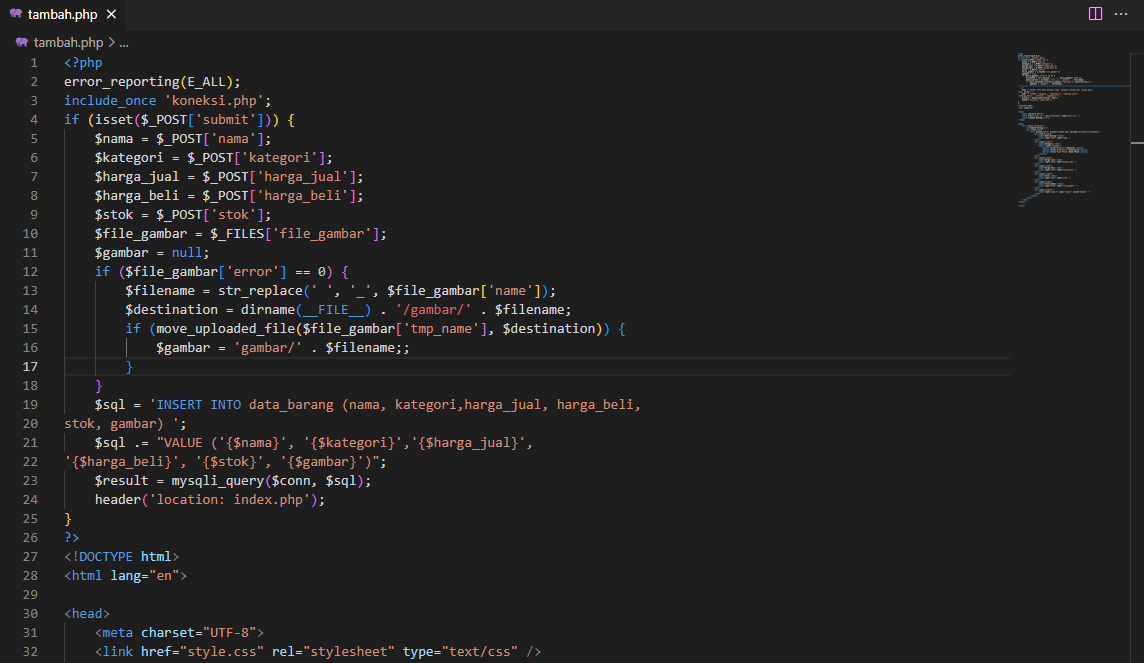 tambah.php ×
tambah.php > ...
1 <?php
2 error_reporting(E_ALL);
3 include_once 'koneksi.php';
4 if (isset($_POST['submit'])) {
5     $nama = $_POST['nama'];
6     $kategori = $_POST['kategori'];
7     $harga_jual = $_POST['harga_jual'];
8     $harga_beli = $_POST['harga_beli'];
9     $stok = $_POST['stok'];
10     $file_gambar = $_FILES['file_gambar'];
11     $gambar = null;
12     if ($file_gambar['error'] == 0) {
13         $filename = str_replace(' ', '_', $file_gambar['name']);
14         $destination = dirname(__FILE__) . '/gambar/' . $filename;
15         if (move_uploaded_file($file_gambar['tmp_name'], $destination)) {
16             $gambar = 'gambar/' . $filename;;
17         }
18     }
19     $sql = 'INSERT INTO data_barang (nama, kategori,harga_jual, harga_beli,
20 stok, gambar) ';
21     $sql .= "VALUE ('{$nama}', '{$kategori}','{$harga_jual}',
22 '{$harga_beli}', '{$stok}', '{$gambar}')";
23     $result = mysqli_query($conn, $sql);
24     header('location: index.php');
25 }
26 ?>
27 <!DOCTYPE html>
28 <html lang="en">
29
30 <head>
31     <meta charset="UTF-8">
32     <link href="style.css" rel="stylesheet" type="text/css" />